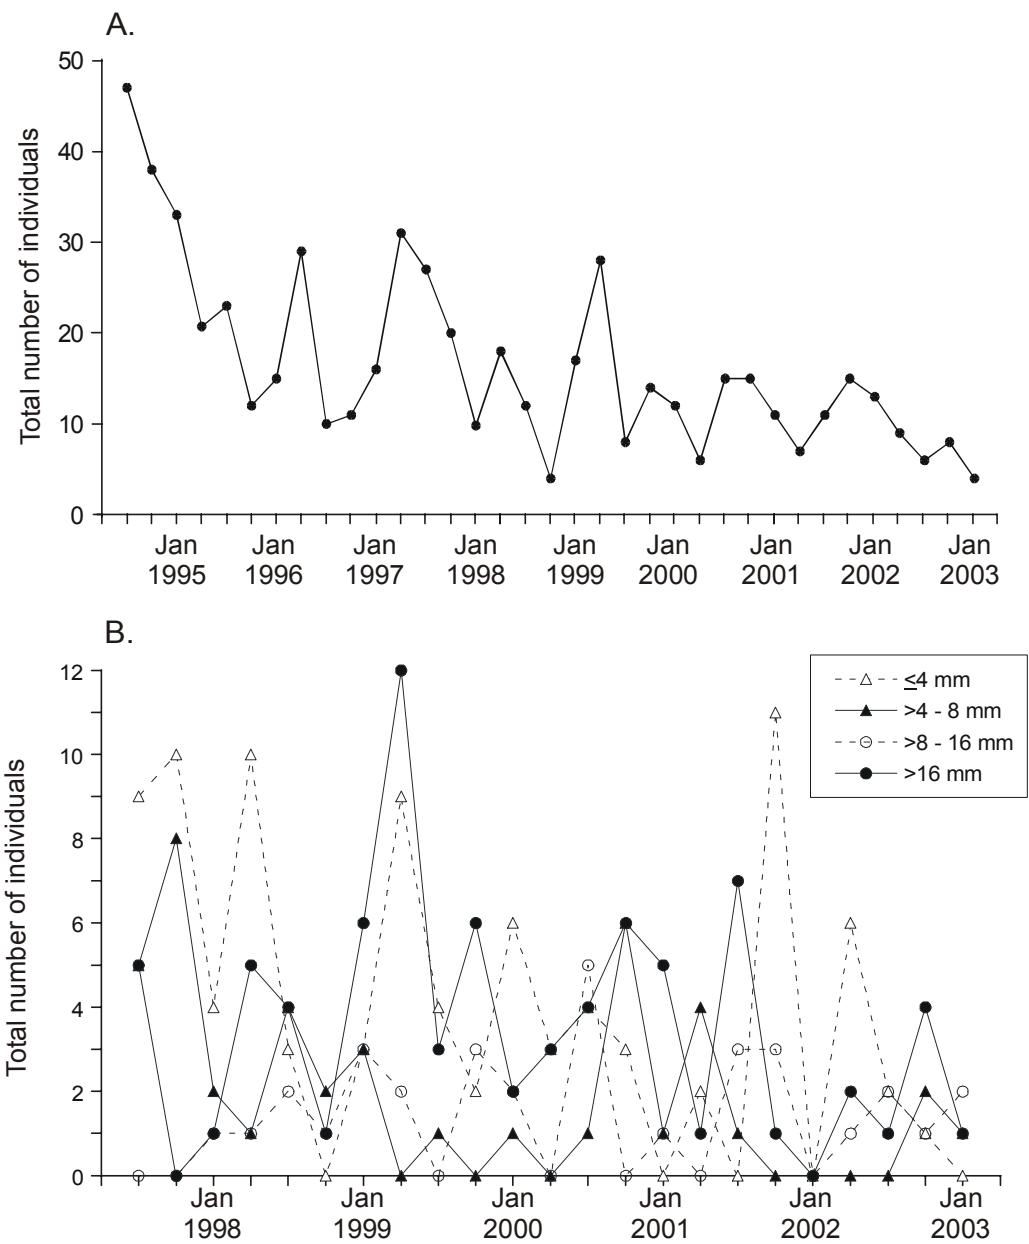 A.
Total number of individuals
50
40
30
20
10
0
Jan Jan Jan Jan Jan Jan Jan Jan Jan
1995 1996 1997 1998 1999 2000 2001 2002 2003
B.
Total number of individuals
12
10
8
6
4
2
0
≤4 mm
>4 - 8 mm
>8 - 16 mm
>16 mm
Jan Jan Jan Jan Jan Jan
1998 1999 2000 2001 2002 2003